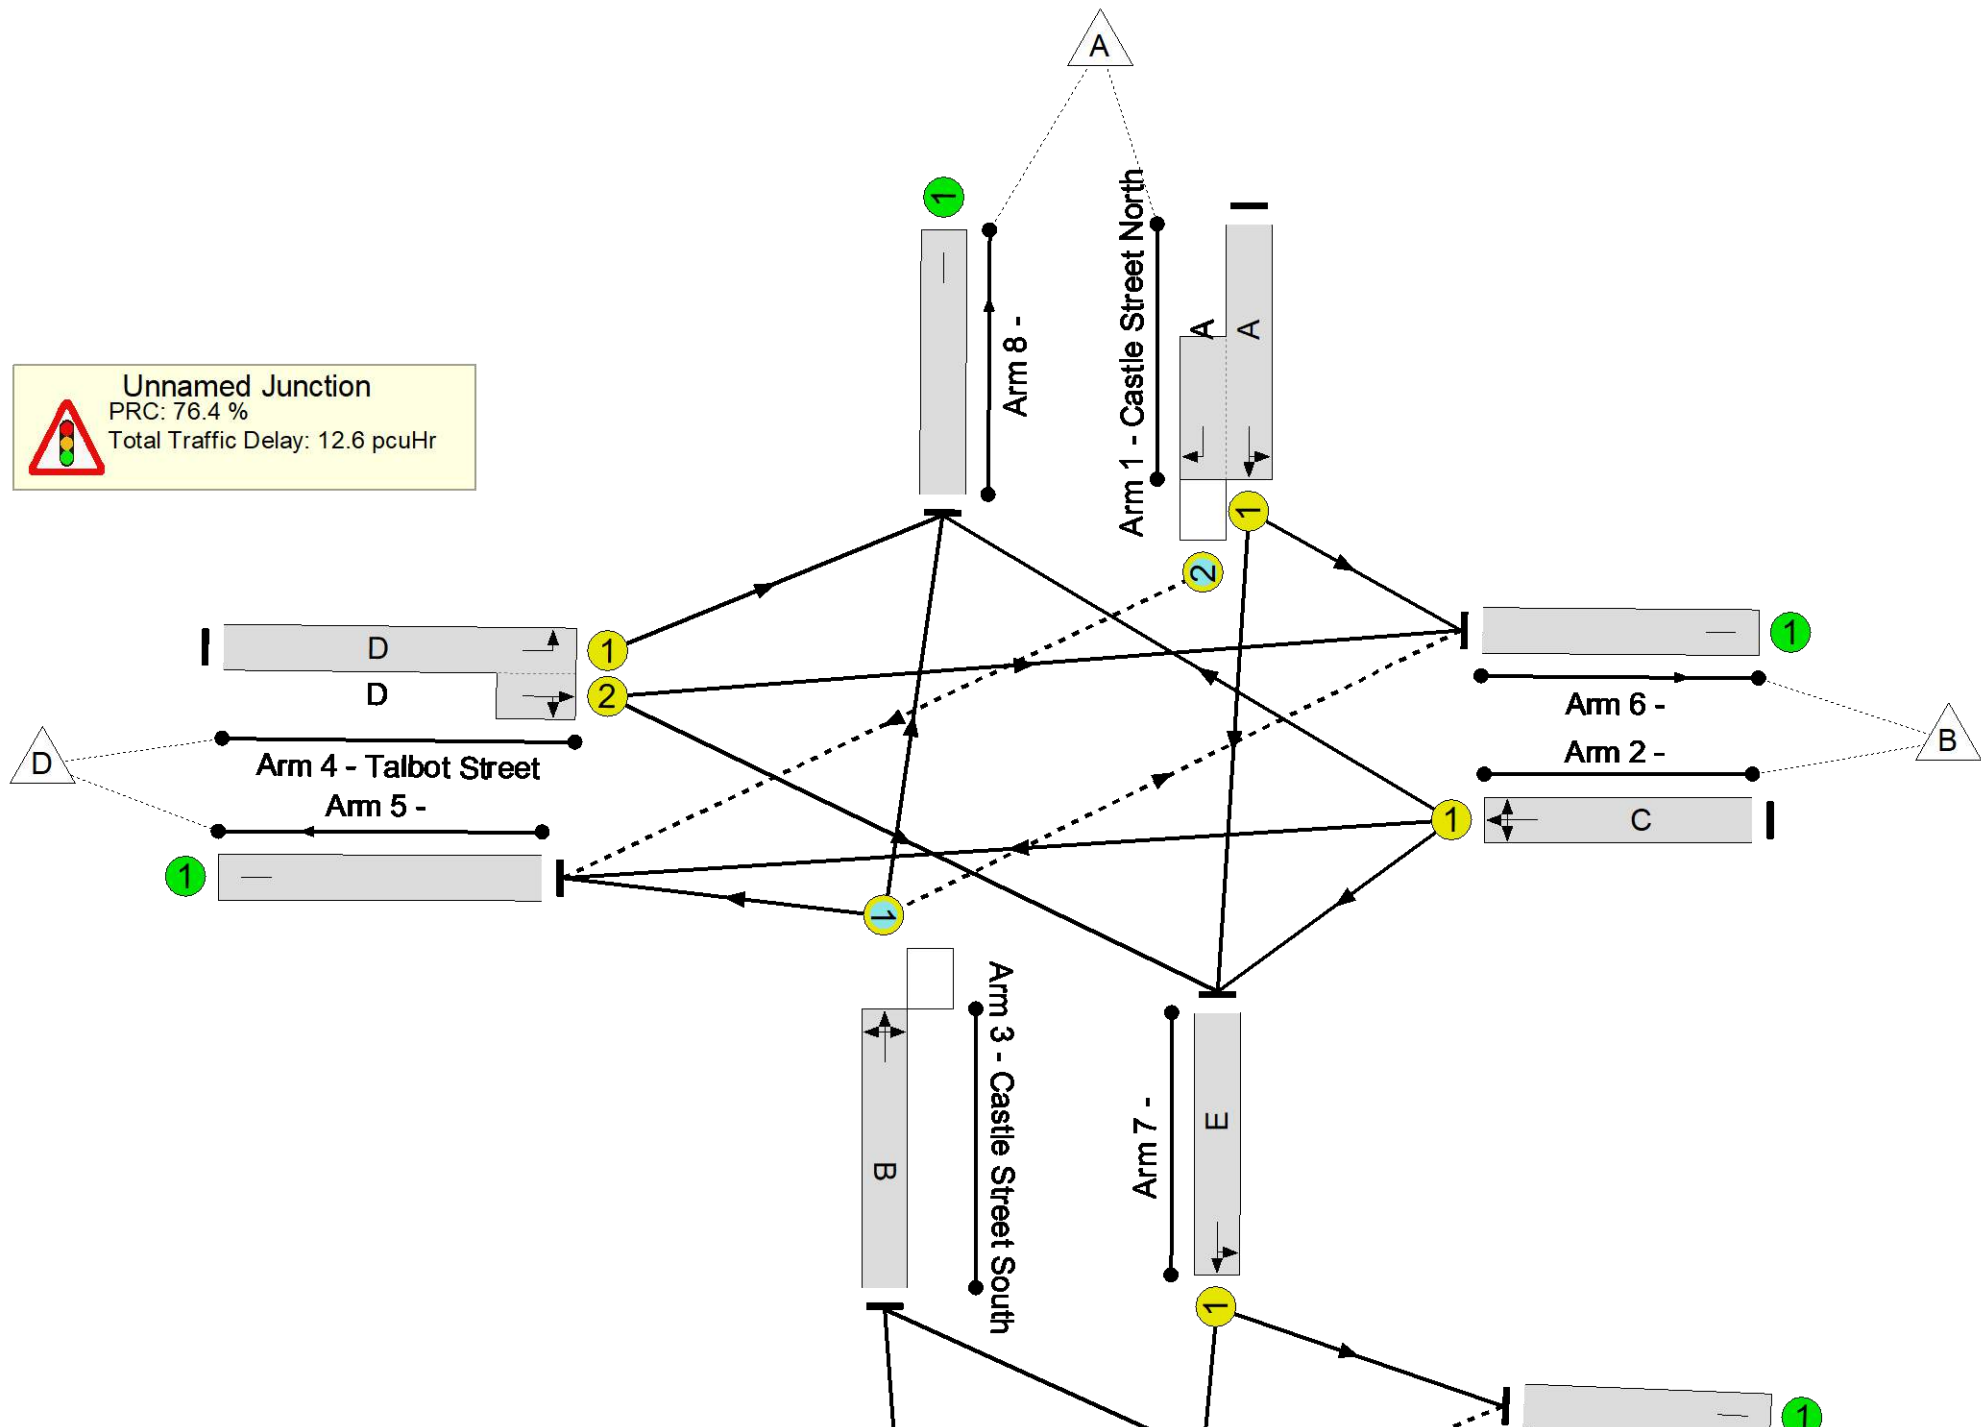 A
1
Arm 8 -
Arm 1 - Castle Street North
A
A
1
2
Unnamed Junction
PRC: 76.4 %
Total Traffic Delay: 12.6 pcuHr
D
D
1
2
1
Arm 6 -
Arm 2 -
B
D
Arm 4 - Talbot Street
Arm 5 -
1
1
C
1
B
Arm 3 - Castle Street South
Arm 7 -
E
1
1